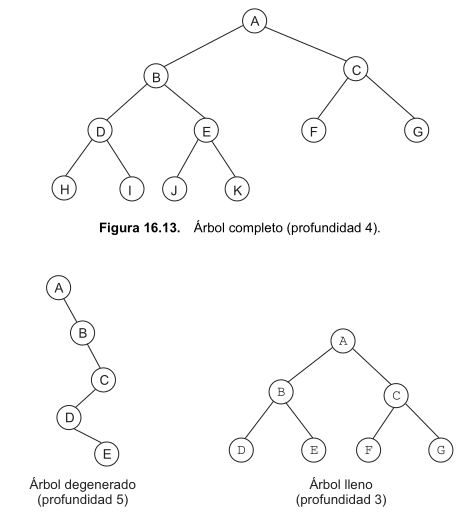 A
B
C
D
E
F
G
H
I
J
K
Figura 16.13. Árbol completo (profundidad 4).
A
B
C
D
E
Árbol degenerado
(profundidad 5)
A
B
C
D
E
F
G
Árbol lleno
(profundidad 3)